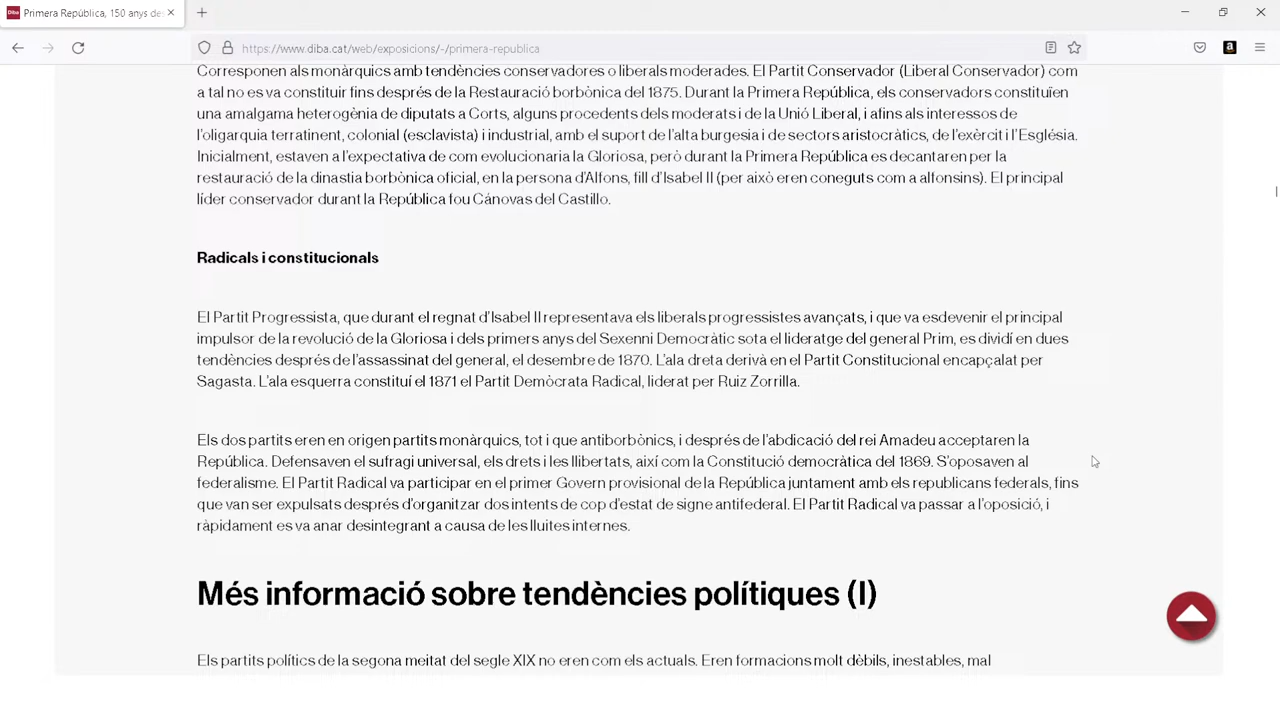 Diba Primera República, 150 anys des
https://www.diba.cat/web/exposicions/-/primera-republica
Corresponen als monàrquics amb tendències conservadores o liberals moderades. El Partit Conservador (Liberal Conservador) com
a tal no es va constituir fins després de la Restauració borbònica del 1875. Durant la Primera República, els conservadors constituïen
una amalgama heterogènia de diputats a Corts, alguns procedents dels moderats i de la Unió Liberal, i afins als interessos de
l'oligarquia terratinent, colonial (esclavista) i industrial, amb el suport de l'alta burgesia i de sectors aristocràtics, de l'exèrcit i l'Església.
Inicialment, estaven a l'expectativa de com evolucionaria la Gloriosa, però durant la Primera República es decantaren per la
restauració de la dinastia borbònica oficial, en la persona d'Alfons, fill d'Isabel II (per això eren coneguts com a alfonsins). El principal
líder conservador durant la República fou Cánovas del Castillo.
Radicals i constitucionals
El Partit Progressista, que durant el regnat d'Isabel II representava els liberals progressistes avançats, i que va esdevenir el principal
impulsor de la revolució de la Gloriosa i dels primers anys del Sexenni Democràtic sota el lideratge del general Prim, es dividí en dues
tendències després de l'assassinat del general, el desembre de 1870. L'ala dreta derivà en el Partit Constitucional encapçalat per
Sagasta. L'ala esquerra constituí el 1871 el Partit Demòcrata Radical, liderat per Ruiz Zorrilla.
Els dos partits eren en origen partits monàrquics, tot i que antiborbònics, i després de l'abdicació del rei Amadeu acceptaren la
República. Defensaven el sufragi universal, els drets i les llibertats, així com la Constitució democràtica del 1869. S'oposaven al
federalisme. El Partit Radical va participar en el primer Govern provisional de la República juntament amb els republicans federals, fins
que van ser expulsats després d'organitzar dos intents de cop d'estat de signe antifederal. El Partit Radical va passar a l'oposició, i
ràpidament es va anar desintegrant a causa de les lluites internes.
Més informació sobre tendències polítiques (I)
Els partits polítics de la segona meitat del segle XIX no eren com els actuals. Eren formacions molt dèbils, inestables, mal